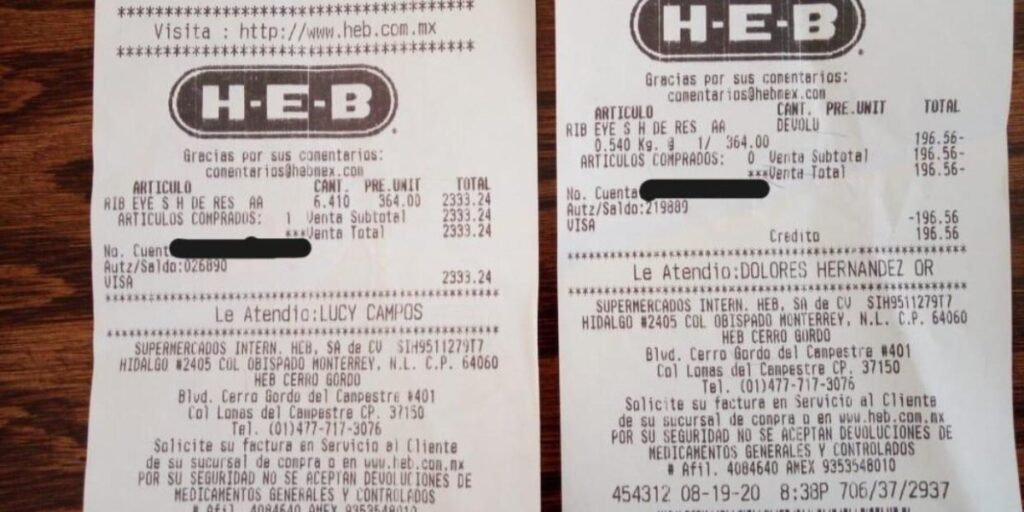 *************************************
Visita : http://www.heb.com.mx
*************************************
H-E-B
Gracias por sus comentarios:
comentarios@hebmex.com
ARTICULO CANT. PRE.UNIT TOTAL
RIB EYE S H DE RES AA 6.410 364.00 2333.24
ARTICULOS COMPRADOS: 1 Venta Subtotal 2333.24
***Venta Total 2333.24
No. Cuent
Autz/Saldo:026890
VISA 2333.24
*************************************
Le Atendio:LUCY CAMPOS
*************************************
SUPERMERCADOS INTERN. HEB, SA de CV SIH9511279T7
HIDALGO #2405 COL OBISPADO MONTERREY, N.L. C.P. 64060
HEB CERRO GORDO
Blvd. Cerro Gordo del Campestre #401
Col Lomas del Campestre CP. 37150
Tel. (01)477-717-3076
Solicite su factura en Servicio al Cliente
de su sucursal de compra o en www.heb.com.mx
POR SU SEGURIDAD NO SE ACEPTAN DEVOLUCIONES DE
MEDICAMENTOS GENERALES Y CONTROLADOS
# Afil. 4084640 AMEX 9353548010
H-E-B
Gracias por sus comentarios:
comentarios@hebmex.com
ARTICULO CANT. PRE.UNIT TOTAL
RIB EYE S H DE RES AA DEVOLU
0.540 Kg. @ 1/ 364.00 196.56-
ARTICULOS COMPRADOS: 0 Venta Subtotal 196.56-
***Venta Total 196.56-
No. Cuenta
Autz/Saldo:219889
VISA -196.56
Credito 196.56
*************************************
Le Atendio:DOLORES HERNANDEZ OR
*************************************
SUPERMERCADOS INTERN. HEB, SA de CV SIH9511279T7
HIDALGO #2405 COL OBISPADO MONTERREY, N.L. C.P. 64060
HEB CERRO GORDO
Blvd. Cerro Gordo del Campestre #401
Col Lomas del Campestre CP. 37150
Tel. (01)477-717-3076
Solicite su factura en Servicio al Cliente
de su sucursal de compra o en www.heb.com.mx
POR SU SEGURIDAD NO SE ACEPTAN DEVOLUCIONES DE
MEDICAMENTOS GENERALES Y CONTROLADOS
# Afil. 4084640 AMEX 9353548010
454312 08-19-20 8:38P 706/37/2937